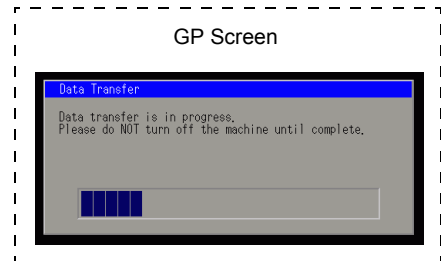 GP Screen
Data Transfer
Data transfer is in progress.
Please do NOT turn off the machine until complete.